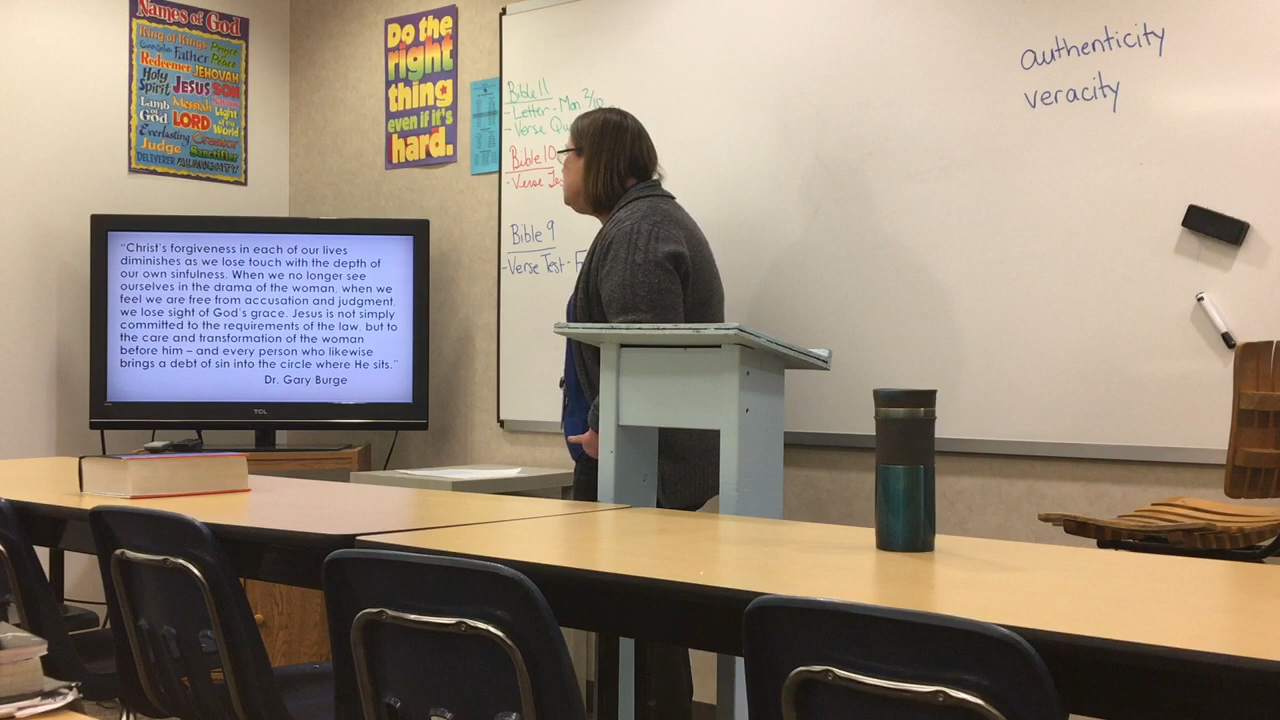 Names of God
King of Kings Prince
Counselor Father of Peace
Redeemer JEHOVAH
Holy
Spirit JESUS SON
Lamb Messiah
of God LORD Light of the World
Everlasting Creator
Judge Sanctifier
DELIVERER ALMIGHTY
Do the
right
thing
even if it's
hard.
Bible 11
- Letter - Mon 2/10
- Verse
Bible 10
- Verse
Bible 9
- Verse Test -
authenticity
veracity
"Christ's forgiveness in each of our lives
diminishes as we lose touch with the depth of
our own sinfulness. When we no longer see
ourselves in the drama of the woman, when we
feel we are free from accusation and judgment,
we lose sight of God's grace. Jesus is not simply
committed to the requirements of the law, but to
the care and transformation of the woman
before him – and every person who likewise
brings a debt of sin into the circle where He sits."
Dr. Gary Burge
TCL